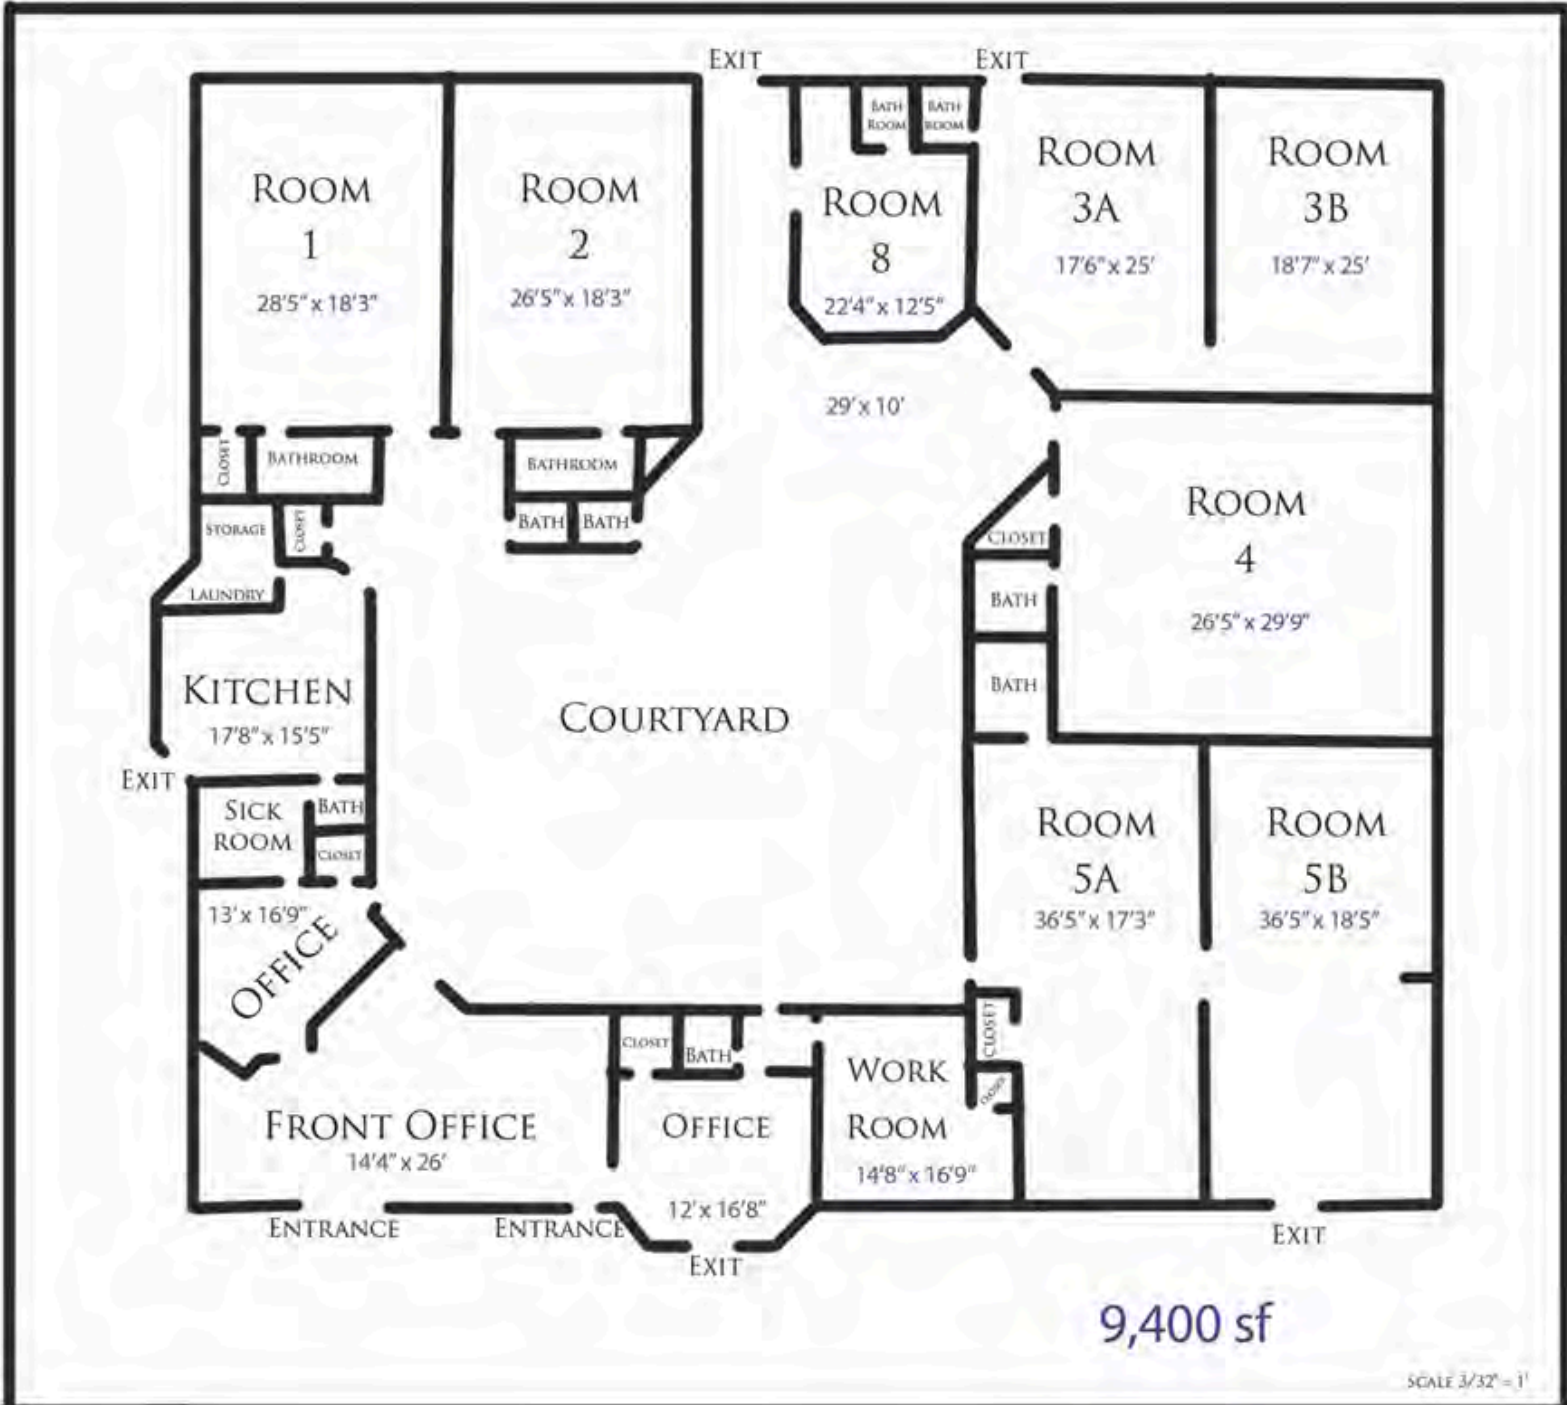 EXIT
EXIT
ROOM
1
28'5" x 18'3"
ROOM
2
26'5" x 18'3"
BATH
ROOM
BATH
ROOM
ROOM
8
22'4" x 12'5"
ROOM
3A
17'6" x 25'
ROOM
3B
18'7" x 25'
29' x 10'
CLOSET
BATHROOM
BATHROOM
STORAGE
CLOSET
BATH
BATH
LAUNDRY
KITCHEN
17'8" x 15'5"
EXIT
COURTYARD
CLOSET
BATH
BATH
ROOM
4
26'5" x 29'9"
SICK
ROOM
BATH
CLOSET
13' x 16'9"
OFFICE
ROOM
5A
36'5" x 17'3"
ROOM
5B
36'5" x 18'5"
FRONT OFFICE
14'4" x 26'
CLOSET
BATH
OFFICE
12' x 16'8"
WORK
ROOM
14'8" x 16'9"
CLOSET
CLOSET
ENTRANCE
ENTRANCE
EXIT
EXIT
9,400 sf
SCALE 3/32" = 1'